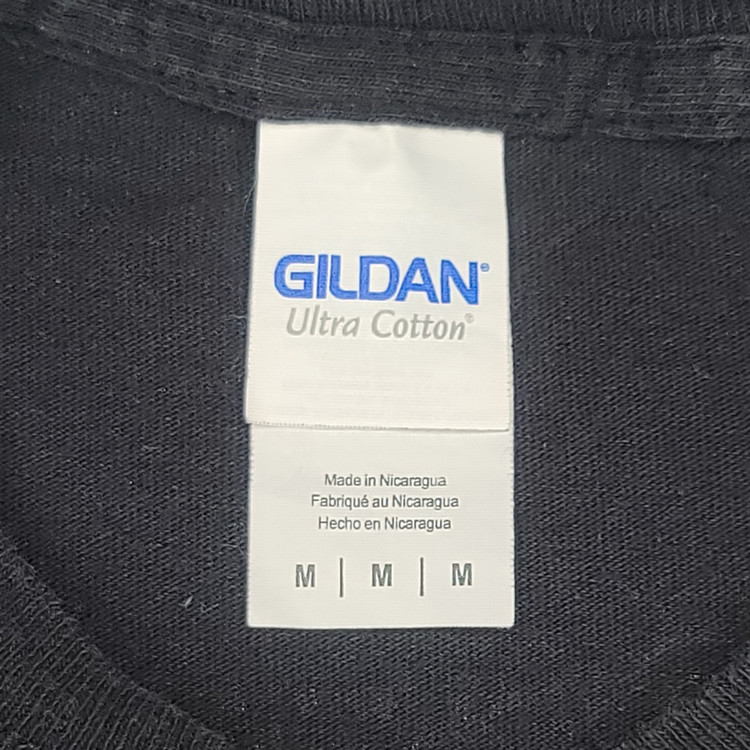 GILDAN®
Ultra Cotton®
Made in Nicaragua
Fabriqué au Nicaragua
Hecho en Nicaragua
M | M | M